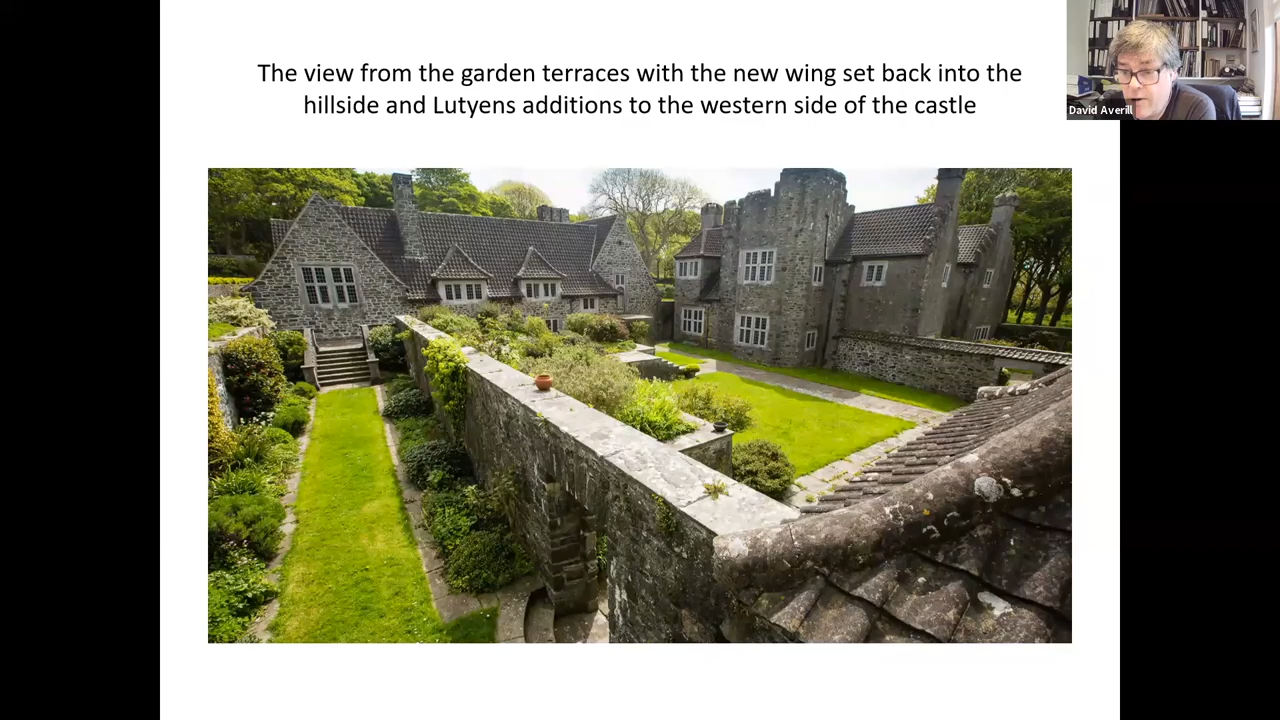 The view from the garden terraces with the new wing set back into the
hillside and Lutyens additions to the western side of the castle
David Averill